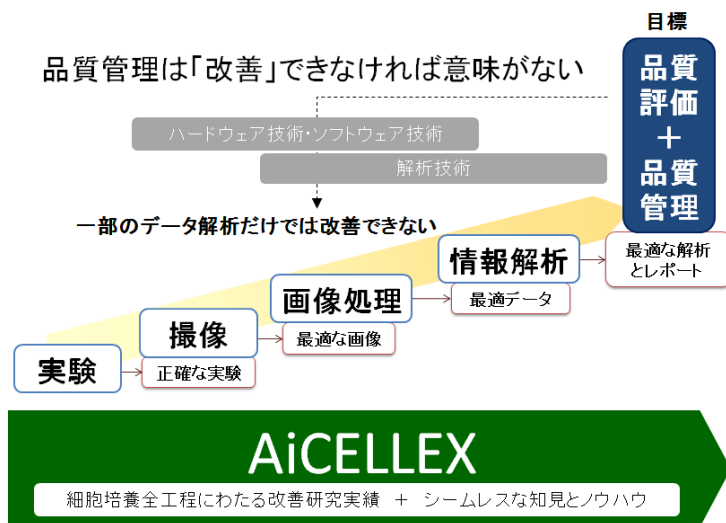 目標
品質管理は「改善」できなければ意味がない
品質
評価
＋
品質
管理
ハードウェア技術・ソフトウェア技術
解析技術
一部のデータ解析だけでは改善できない
情報解析
最適な解析
とレポート
画像処理
最適データ
撮像
最適な画像
実験
正確な実験
AiCELLEX
細胞培養全工程にわたる改善研究実績 ＋ シームレスな知見とノウハウ